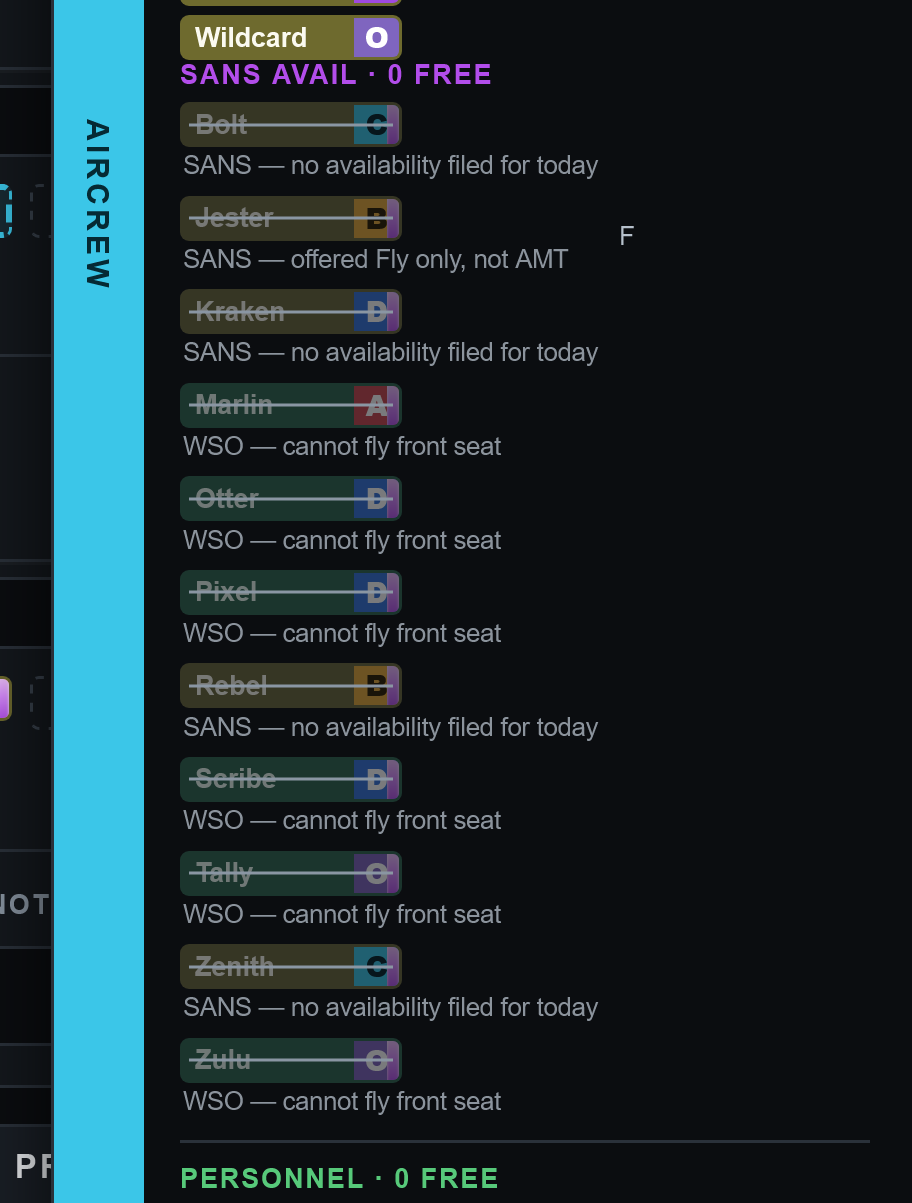 Wildcard O
SANS AVAIL · 0 FREE
AIRCREW
Bolt C
SANS — no availability filed for today
Jester B
F
SANS — offered Fly only, not AMT
Kraken D
SANS — no availability filed for today
Marlin A
WSO — cannot fly front seat
Otter D
WSO — cannot fly front seat
Pixel D
WSO — cannot fly front seat
Rebel B
SANS — no availability filed for today
Scribe D
WSO — cannot fly front seat
Tally O
WSO — cannot fly front seat
NOT
Zenith C
SANS — no availability filed for today
Zulu O
WSO — cannot fly front seat
PERSONNEL · 0 FREE